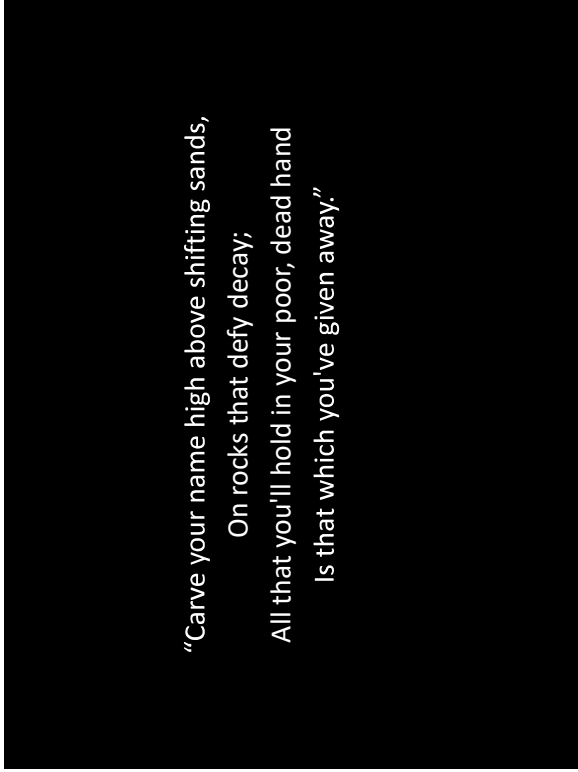 “Carve your name high above shifting sands,
On rocks that defy decay;
All that you'll hold in your poor, dead hand
Is that which you've given away.”